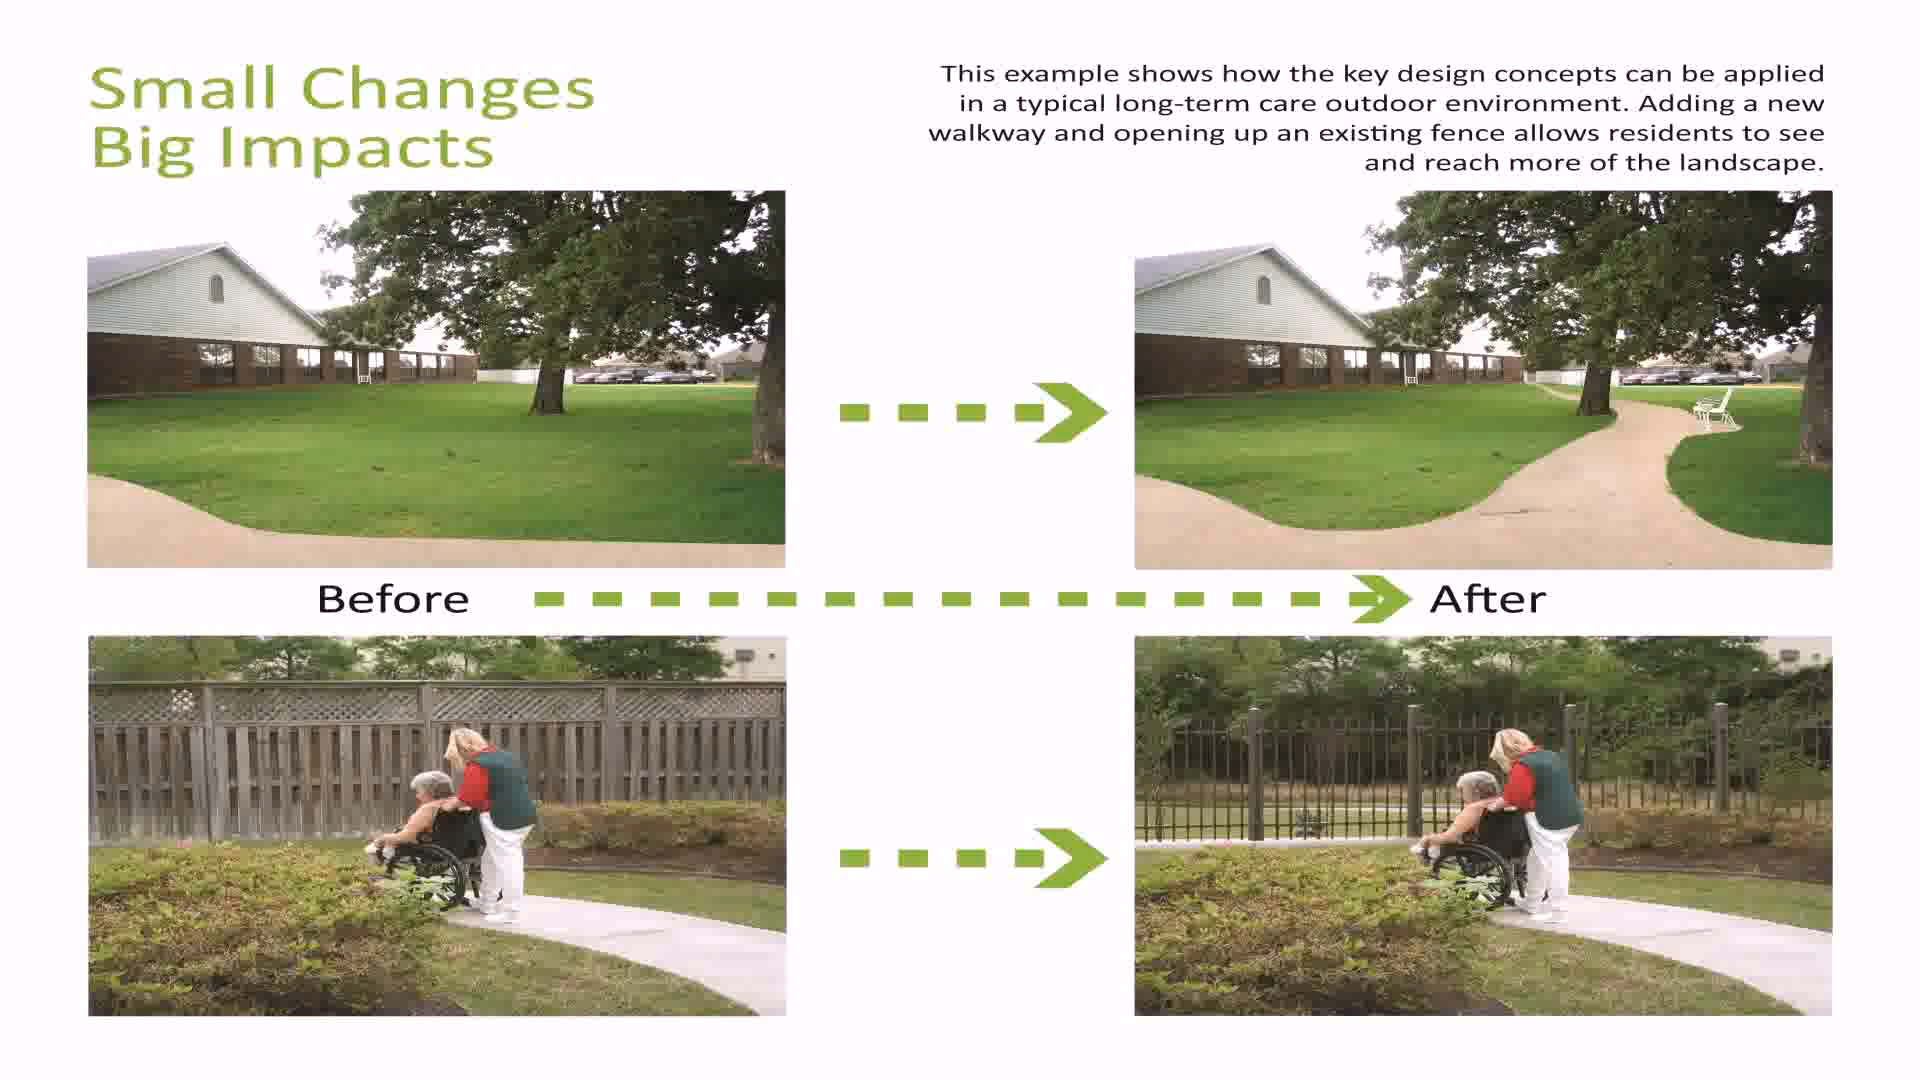 Small Changes
Big Impacts
This example shows how the key design concepts can be applied
in a typical long-term care outdoor environment. Adding a new
walkway and opening up an existing fence allows residents to see
and reach more of the landscape.
Before
After